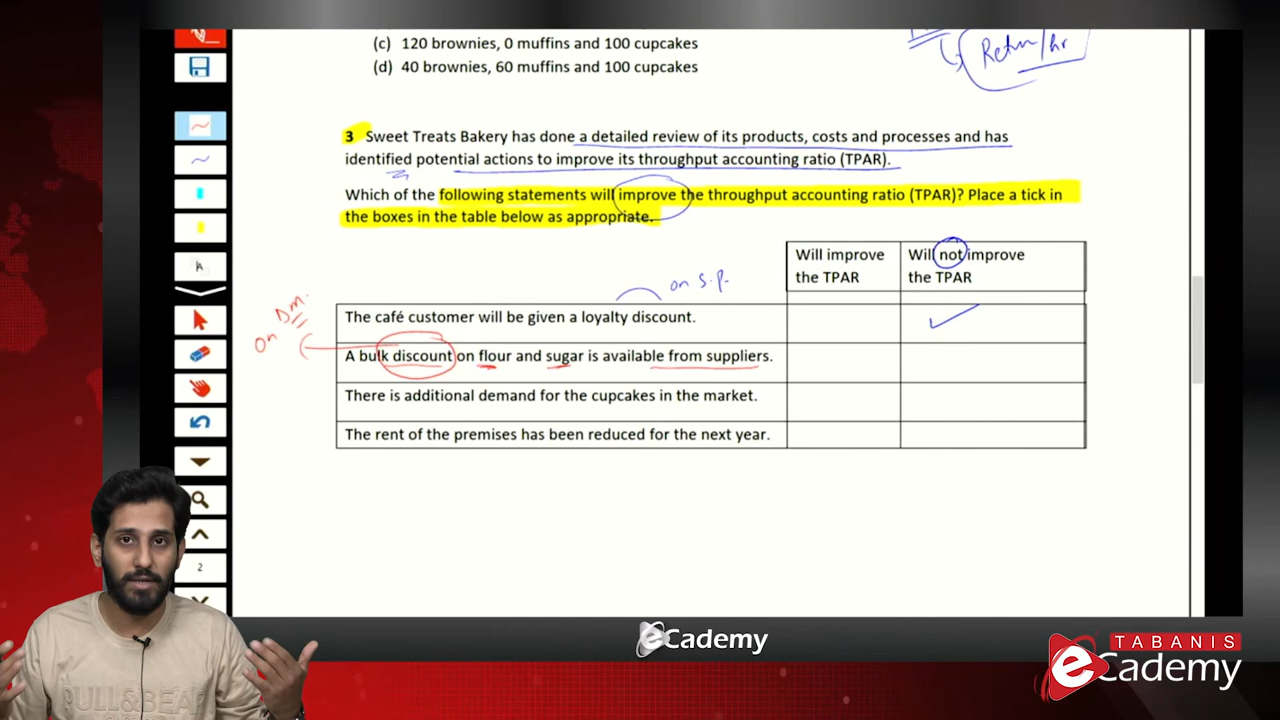 (c) 120 brownies, 0 muffins and 100 cupcakes
(d) 40 brownies, 60 muffins and 100 cupcakes
Return/hr
3 Sweet Treats Bakery has done a detailed review of its products, costs and processes and has
identified potential actions to improve its throughput accounting ratio (TPAR).
Which of the following statements will improve the throughput accounting ratio (TPAR)? Place a tick in
the boxes in the table below as appropriate.
Will improve
the TPAR
Will not improve
the TPAR
on s.p.
The café customer will be given a loyalty discount.
on Dm.
A bulk discount on flour and sugar is available from suppliers.
There is additional demand for the cupcakes in the market.
The rent of the premises has been reduced for the next year.
2
PULL&BEAR
eCademy
TABANIS
eCademy